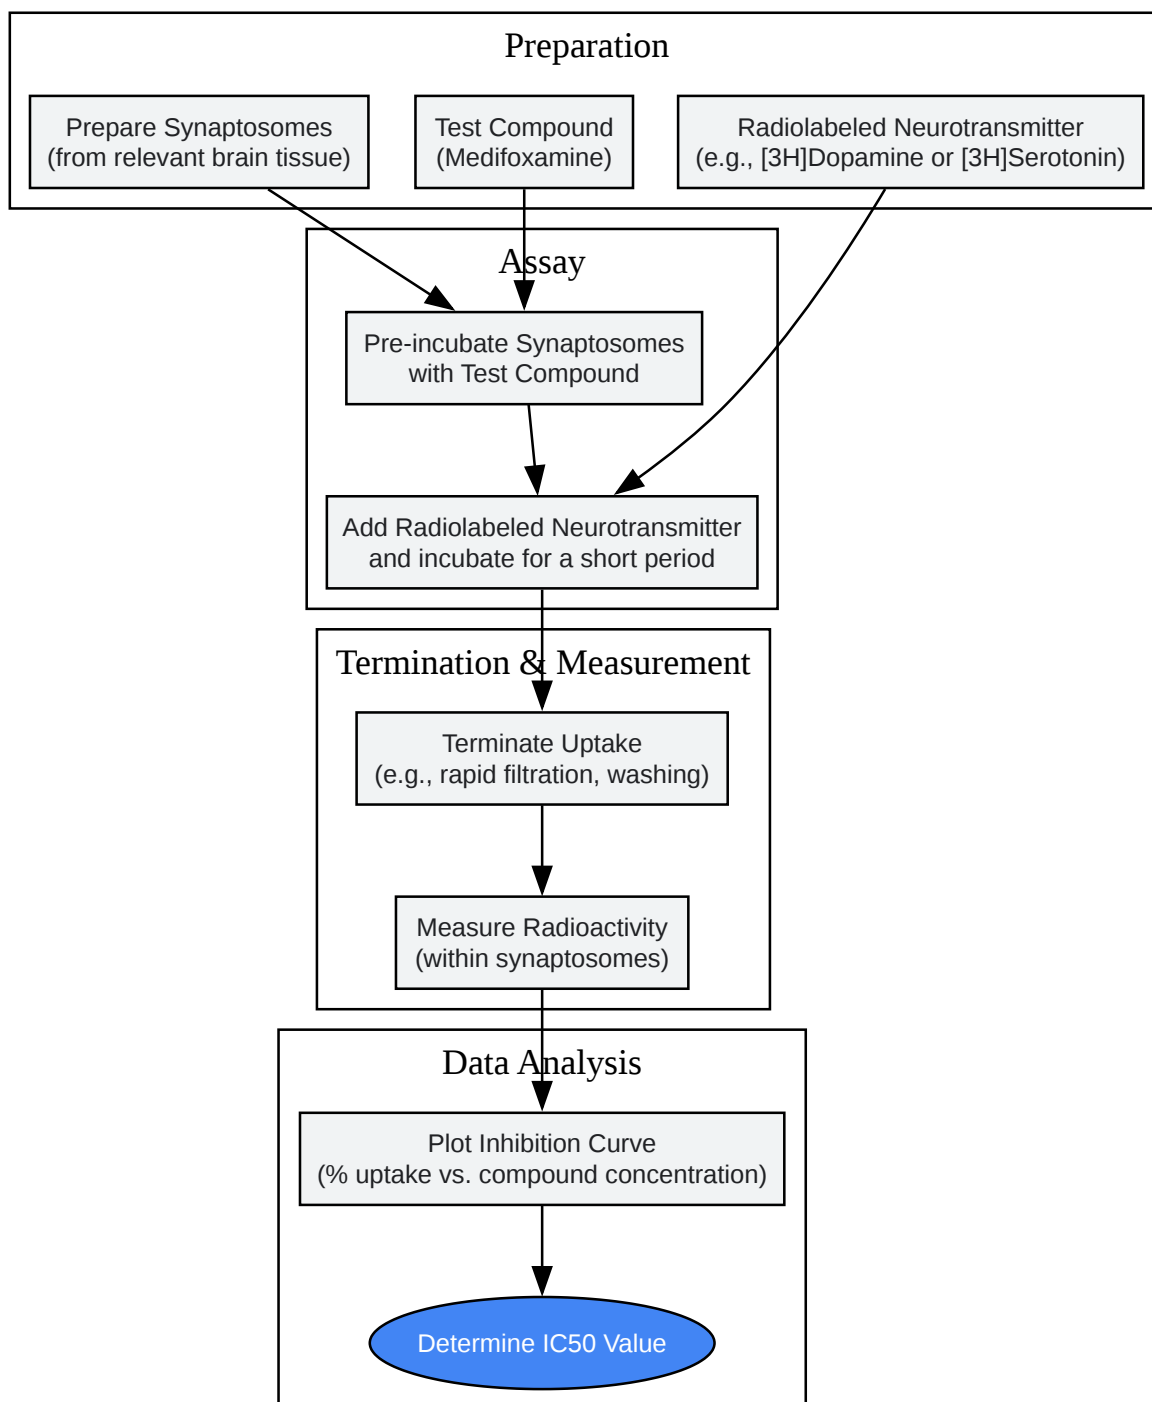 Preparation
Prepare Synaptosomes
(from relevant brain tissue)
Test Compound
(Medifoxamine)
Radiolabeled Neurotransmitter
(e.g., [3H]Dopamine or [3H]Serotonin)
Assay
Pre-incubate Synaptosomes
with Test Compound
Add Radiolabeled Neurotransmitter
and incubate for a short period
Termination & Measurement
Terminate Uptake
(e.g., rapid filtration, washing)
Measure Radioactivity
(within synaptosomes)
Data Analysis
Plot Inhibition Curve
(% uptake vs. compound concentration)
Determine IC50 Value